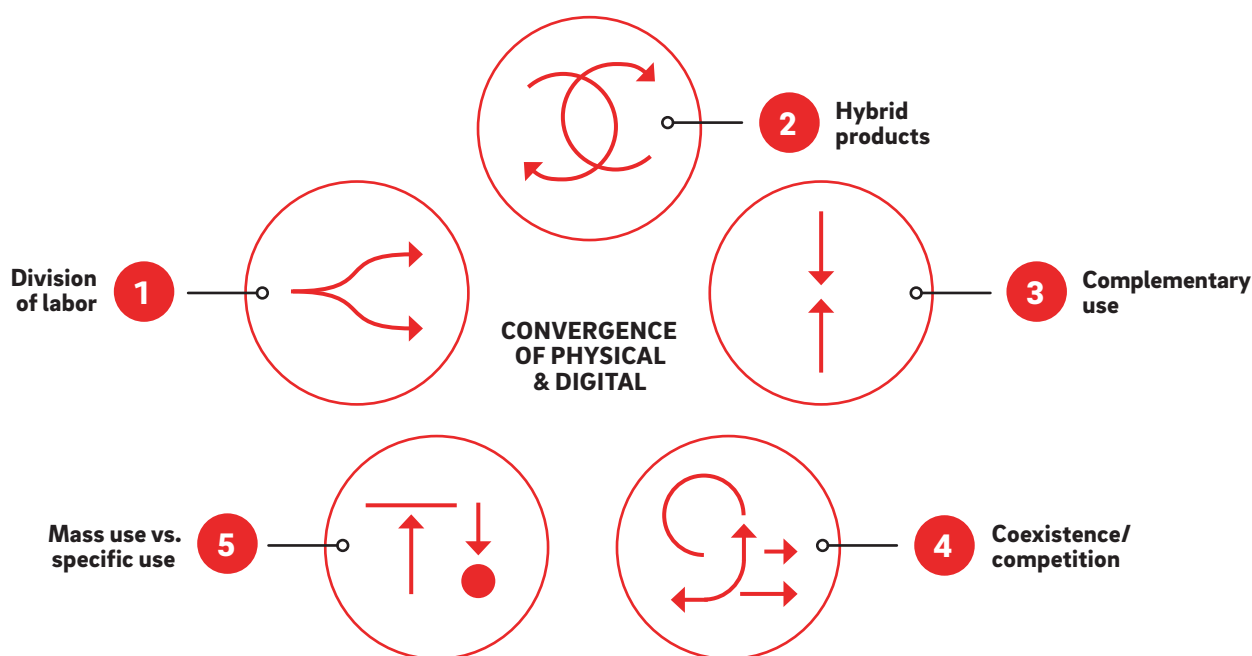 1
Division
of labor
2
Hybrid
products
3
Complementary
use
CONVERGENCE
OF PHYSICAL
& DIGITAL
4
Coexistence/
competition
5
Mass use vs.
specific use